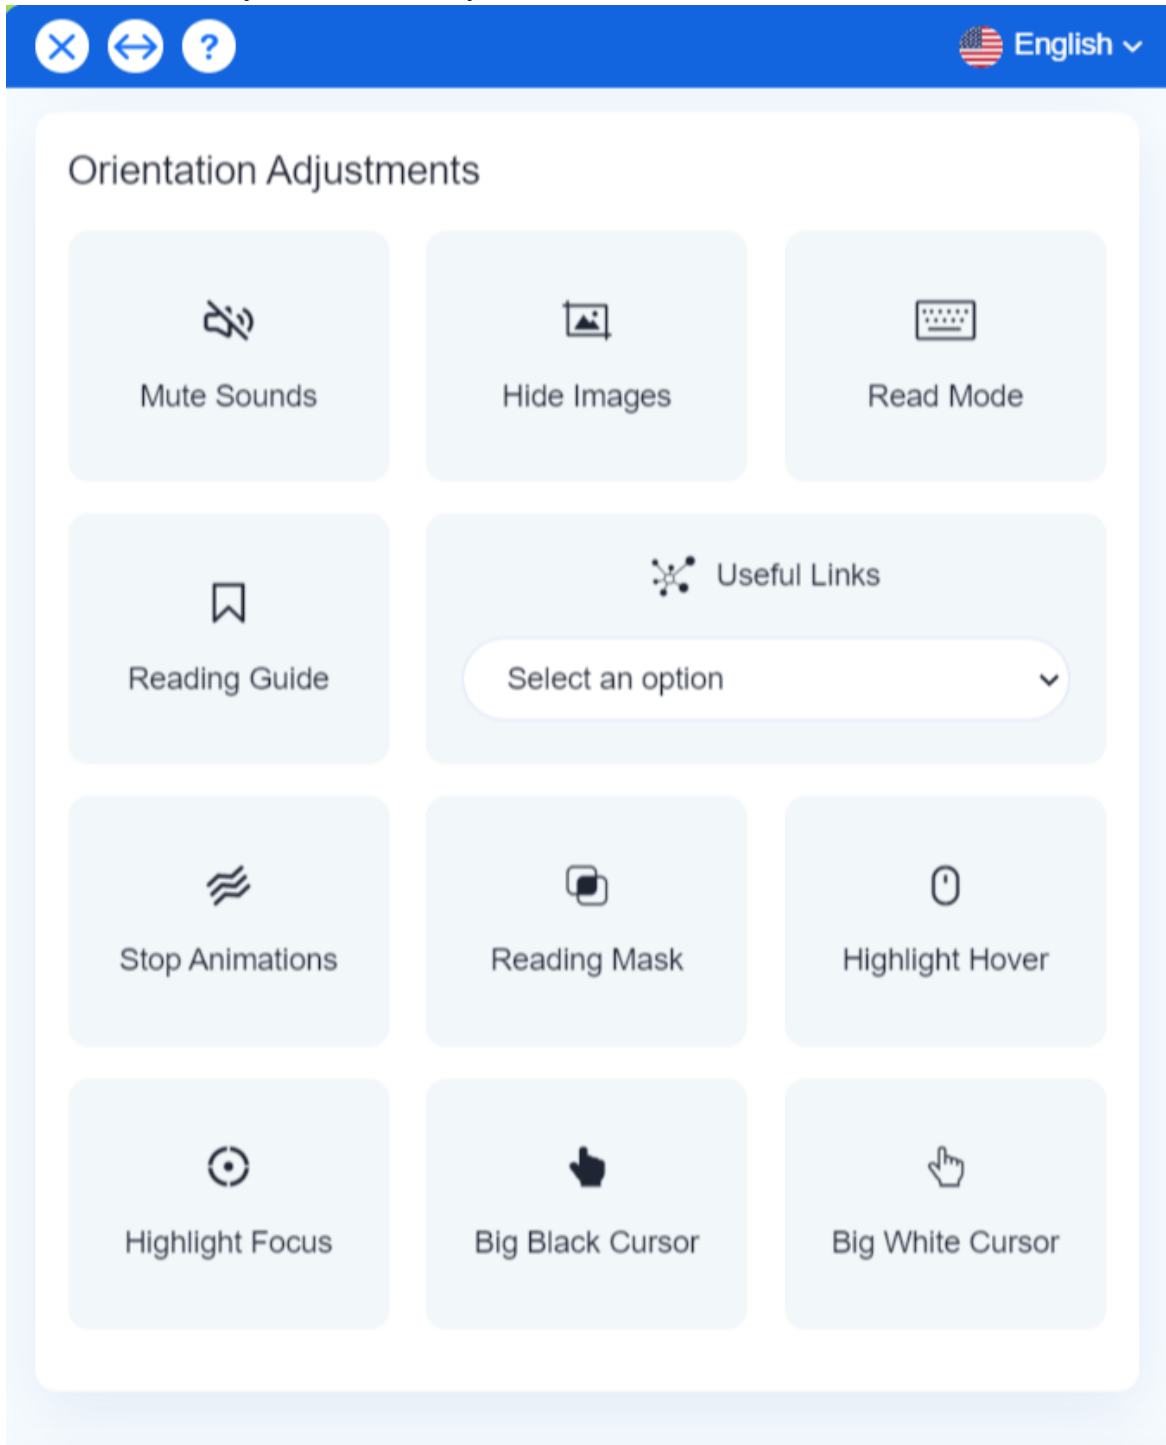 English
Orientation Adjustments
Mute Sounds
Hide Images
Read Mode
Reading Guide
Useful Links
Select an option
Stop Animations
Reading Mask
Highlight Hover
Highlight Focus
Big Black Cursor
Big White Cursor